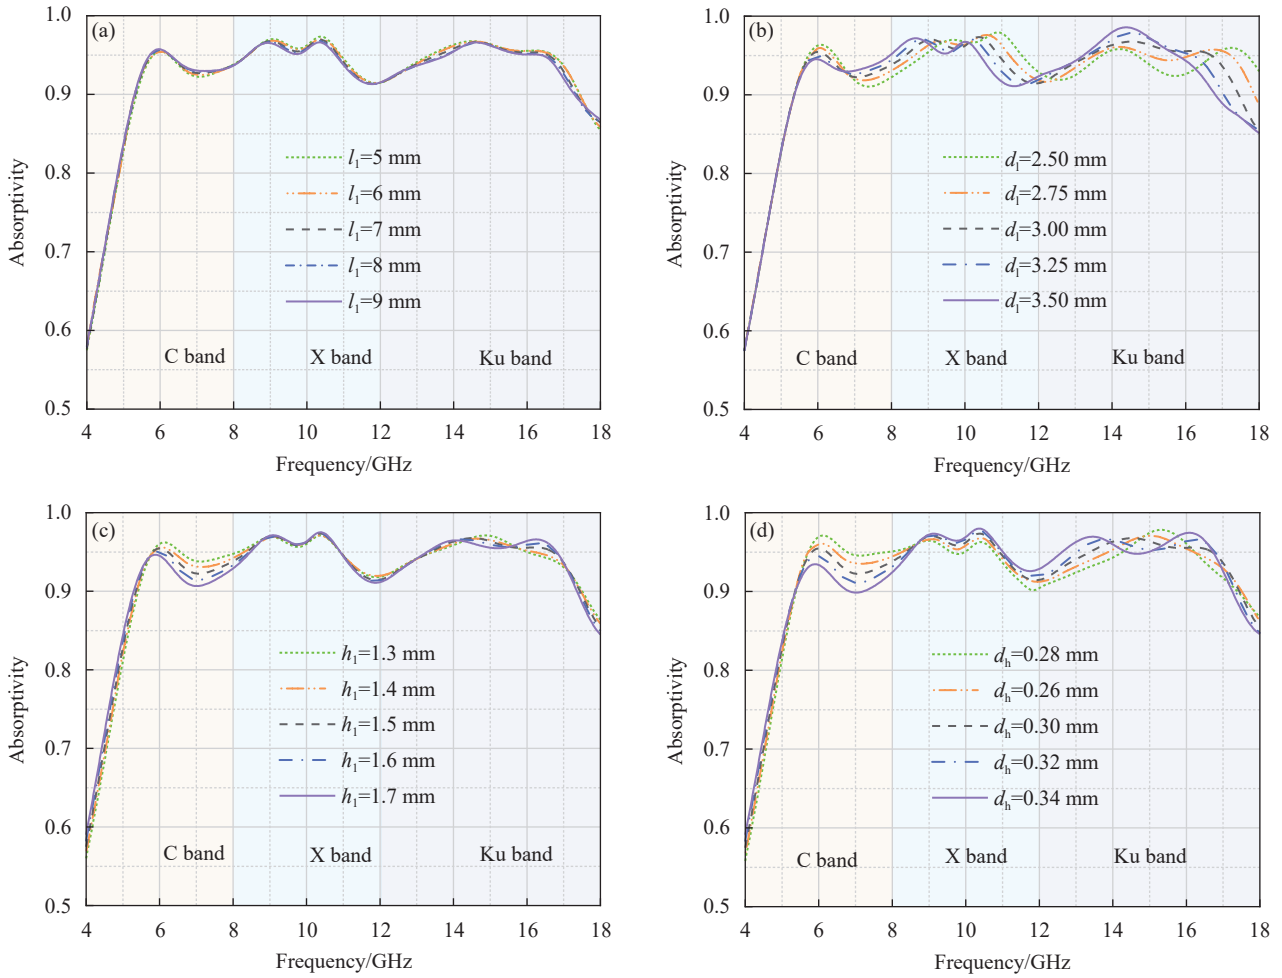 (a)
1.0
0.9
0.8
0.7
0.6
0.5
Absorptivity
l₁=5 mm
l₁=6 mm
l₁=7 mm
l₁=8 mm
l₁=9 mm
C band
X band
Ku band
4 6 8 10 12 14 16 18
Frequency/GHz
(b)
1.0
0.9
0.8
0.7
0.6
0.5
Absorptivity
dₗ=2.50 mm
dₗ=2.75 mm
dₗ=3.00 mm
dₗ=3.25 mm
dₗ=3.50 mm
C band
X band
Ku band
4 6 8 10 12 14 16 18
Frequency/GHz
(c)
1.0
0.9
0.8
0.7
0.6
0.5
Absorptivity
h₁=1.3 mm
h₁=1.4 mm
h₁=1.5 mm
h₁=1.6 mm
h₁=1.7 mm
C band
X band
Ku band
4 6 8 10 12 14 16 18
Frequency/GHz
(d)
1.0
0.9
0.8
0.7
0.6
0.5
Absorptivity
dₕ=0.28 mm
dₕ=0.26 mm
dₕ=0.30 mm
dₕ=0.32 mm
dₕ=0.34 mm
C band
X band
Ku band
4 6 8 10 12 14 16 18
Frequency/GHz